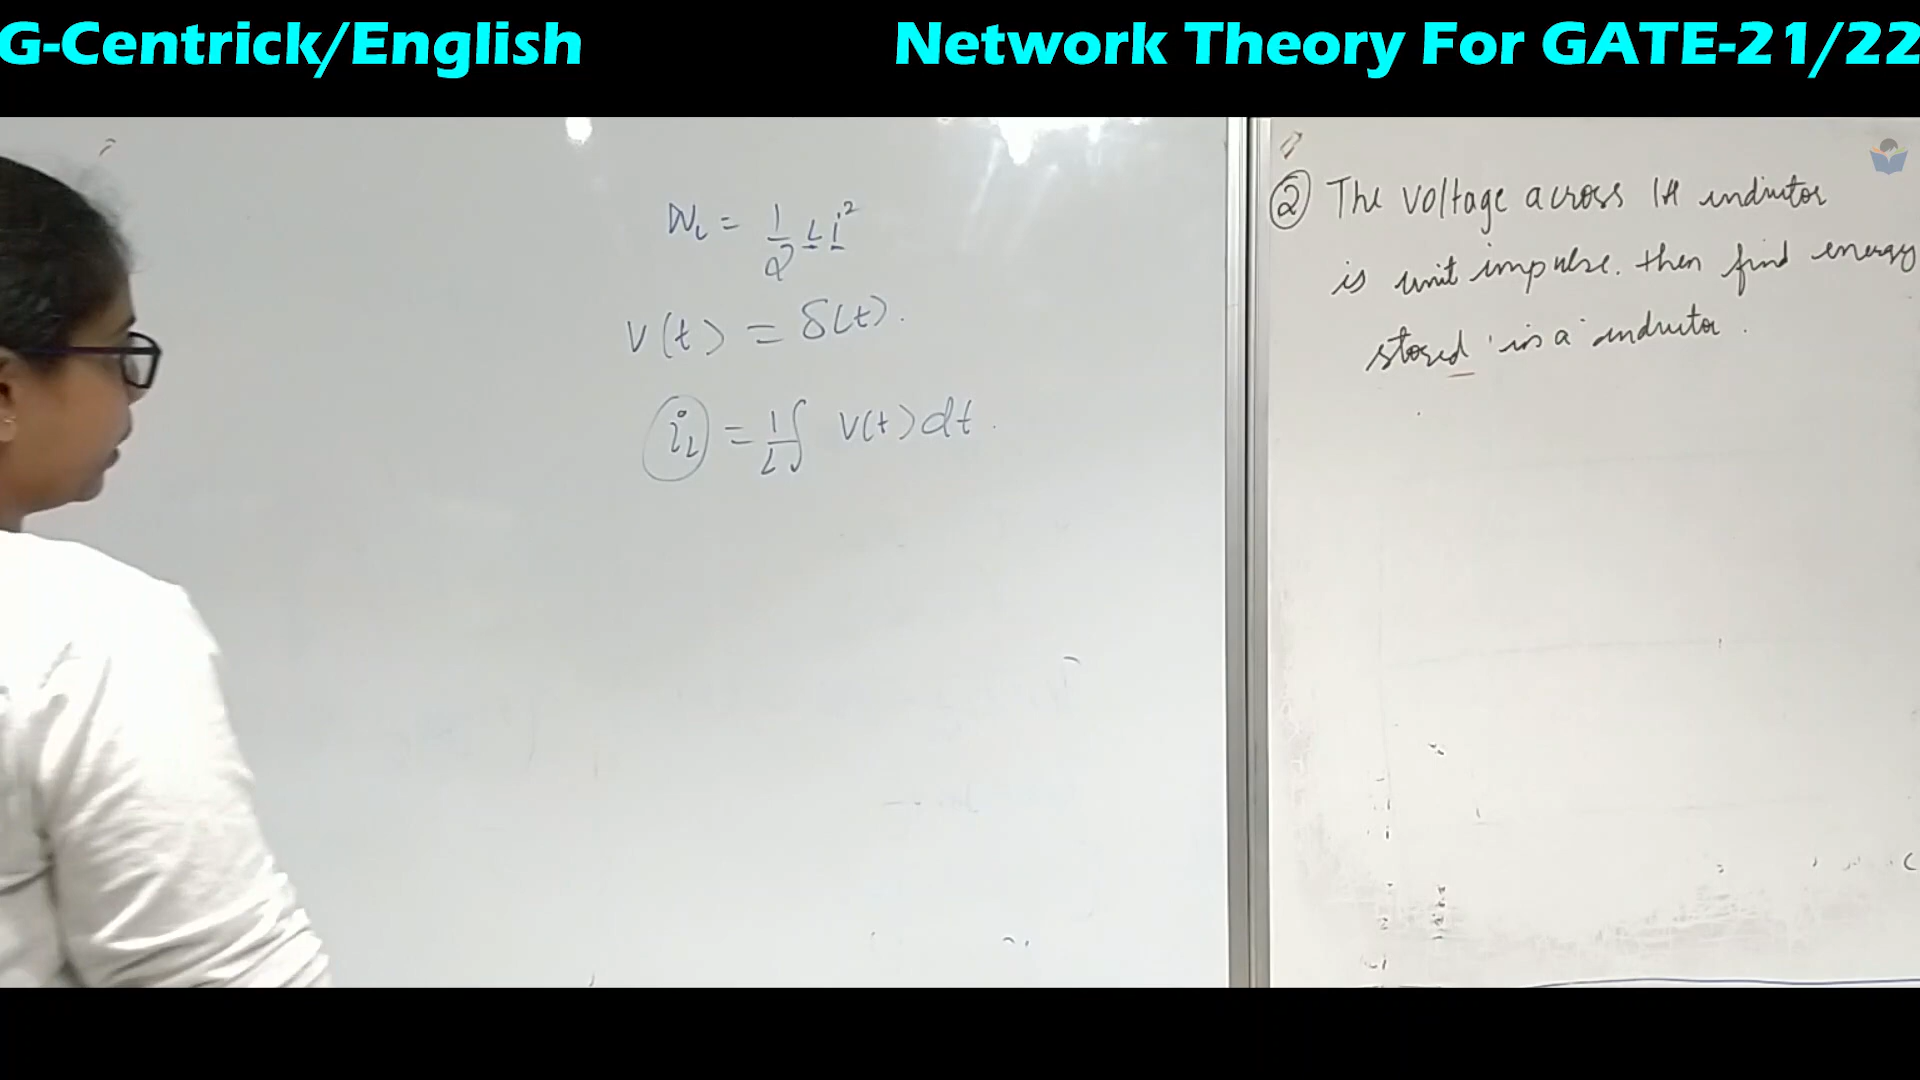 G-Centrick/English
Network Theory For GATE-21/22
W_L = 1/2 L i²
v(t) = δ(t).
i_L = 1/L ∫ v(t) dt.
② The voltage across 1H inductor
is unit impulse. then find energy
stored in a inductor.